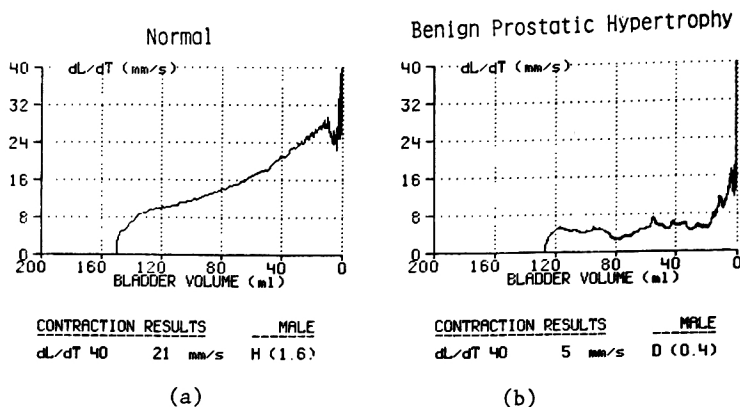 Normal
dL/dT (mm/s)
40
32
24
16
8
0
200 160 120 80 40 0
BLADDER VOLUME (ml)
CONTRACTION RESULTS MALE
dL/dT 40 21 mm/s H (1.6)
(a)
Benign Prostatic Hypertrophy
dL/dT (mm/s)
40
32
24
16
8
0
200 160 120 80 40 0
BLADDER VOLUME (ml)
CONTRACTION RESULTS MALE
dL/dT 40 5 mm/s D (0.4)
(b)